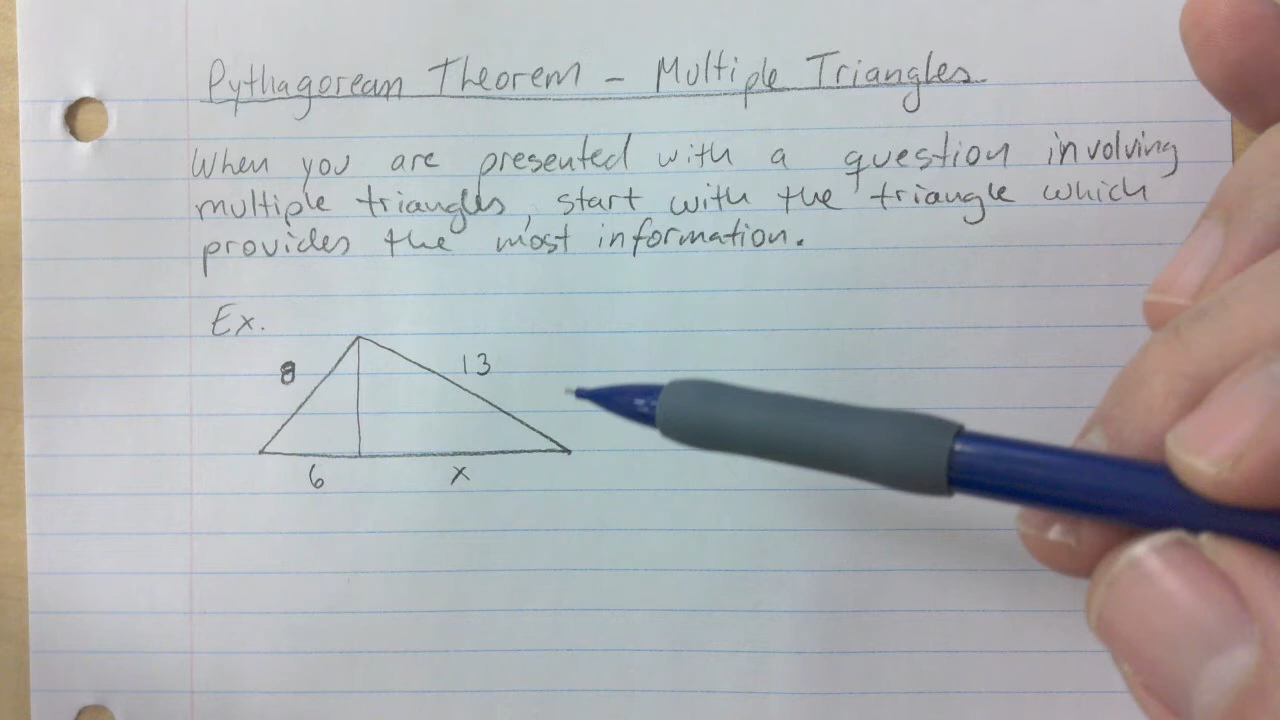 Pythagorean Theorem - Multiple Triangles
When you are presented with a question involving
multiple triangles, start with the triangle which
provides the most information.
Ex.
8 13
6 x